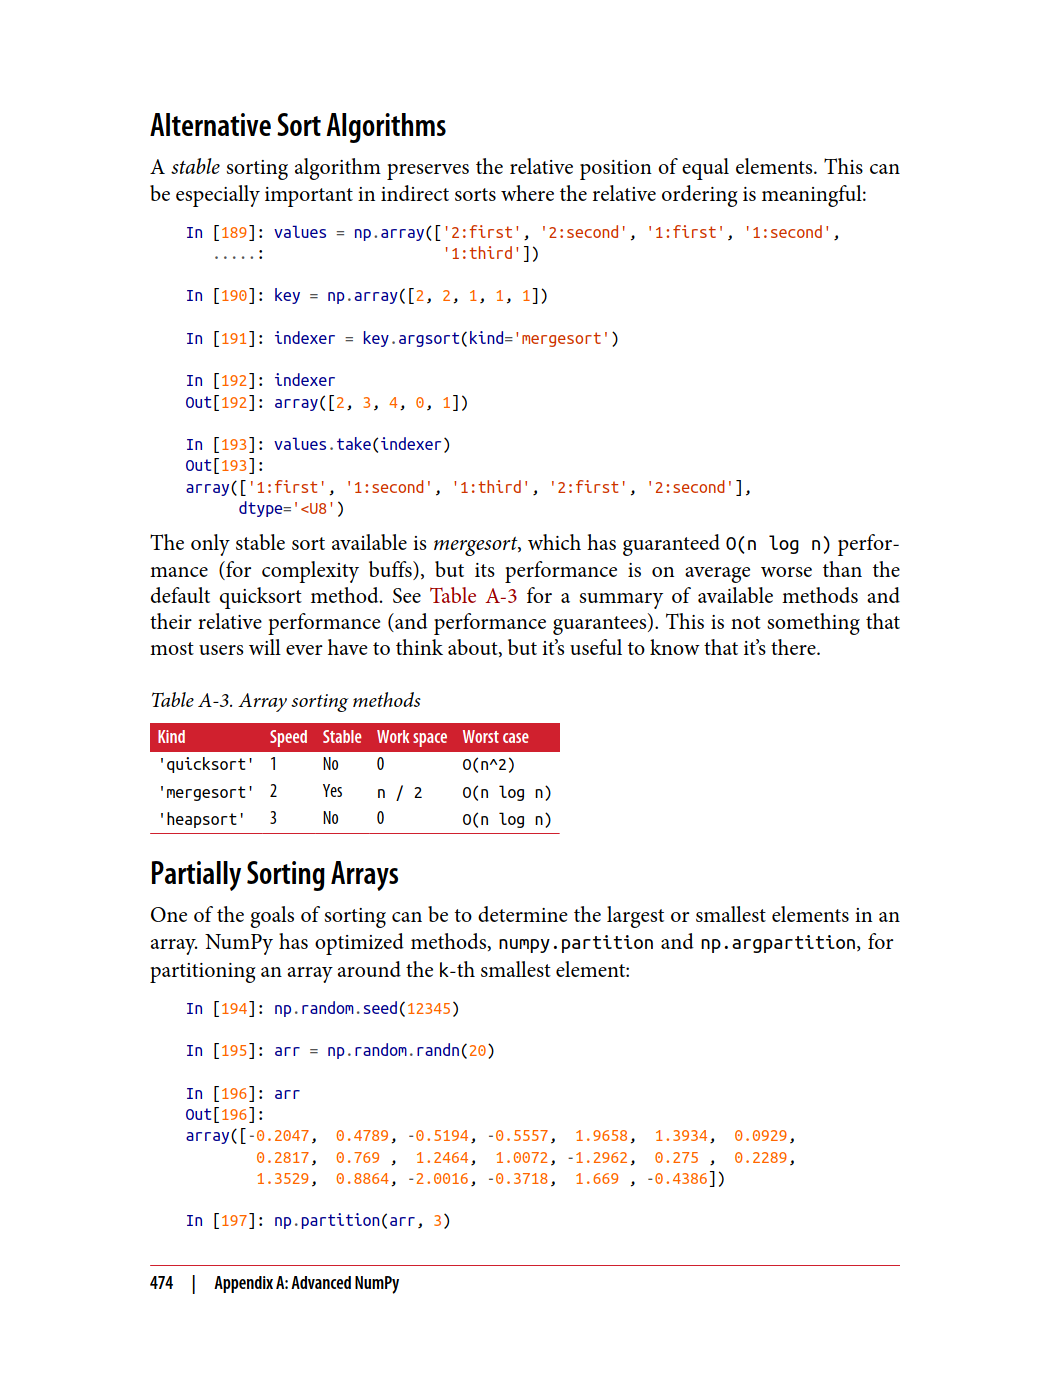 Alternative Sort Algorithms
A stable sorting algorithm preserves the relative position of equal elements. This can
be especially important in indirect sorts where the relative ordering is meaningful:
In [189]: values = np.array(['2:first', '2:second', '1:first', '1:second',
   .....:                    '1:third'])
In [190]: key = np.array([2, 2, 1, 1, 1])
In [191]: indexer = key.argsort(kind='mergesort')
In [192]: indexer
Out[192]: array([2, 3, 4, 0, 1])
In [193]: values.take(indexer)
Out[193]:
array(['1:first', '1:second', '1:third', '2:first', '2:second'],
      dtype='<U8')
The only stable sort available is mergesort, which has guaranteed O(n log n) perfor-
mance (for complexity buffs), but its performance is on average worse than the
default quicksort method. See Table A-3 for a summary of available methods and
their relative performance (and performance guarantees). This is not something that
most users will ever have to think about, but it’s useful to know that it’s there.
Table A-3. Array sorting methods
Kind Speed Stable Work space Worst case
'quicksort' 1 No 0 O(n^2)
'mergesort' 2 Yes n / 2 O(n log n)
'heapsort' 3 No 0 O(n log n)
Partially Sorting Arrays
One of the goals of sorting can be to determine the largest or smallest elements in an
array. NumPy has optimized methods, numpy.partition and np.argpartition, for
partitioning an array around the k-th smallest element:
In [194]: np.random.seed(12345)
In [195]: arr = np.random.randn(20)
In [196]: arr
Out[196]:
array([-0.2047,  0.4789, -0.5194, -0.5557,  1.9658,  1.3934,  0.0929,
        0.2817,  0.769 ,  1.2464,  1.0072, -1.2962,  0.275 ,  0.2289,
        1.3529,  0.8864, -2.0016, -0.3718,  1.669 , -0.4386])
In [197]: np.partition(arr, 3)
474 | Appendix A: Advanced NumPy